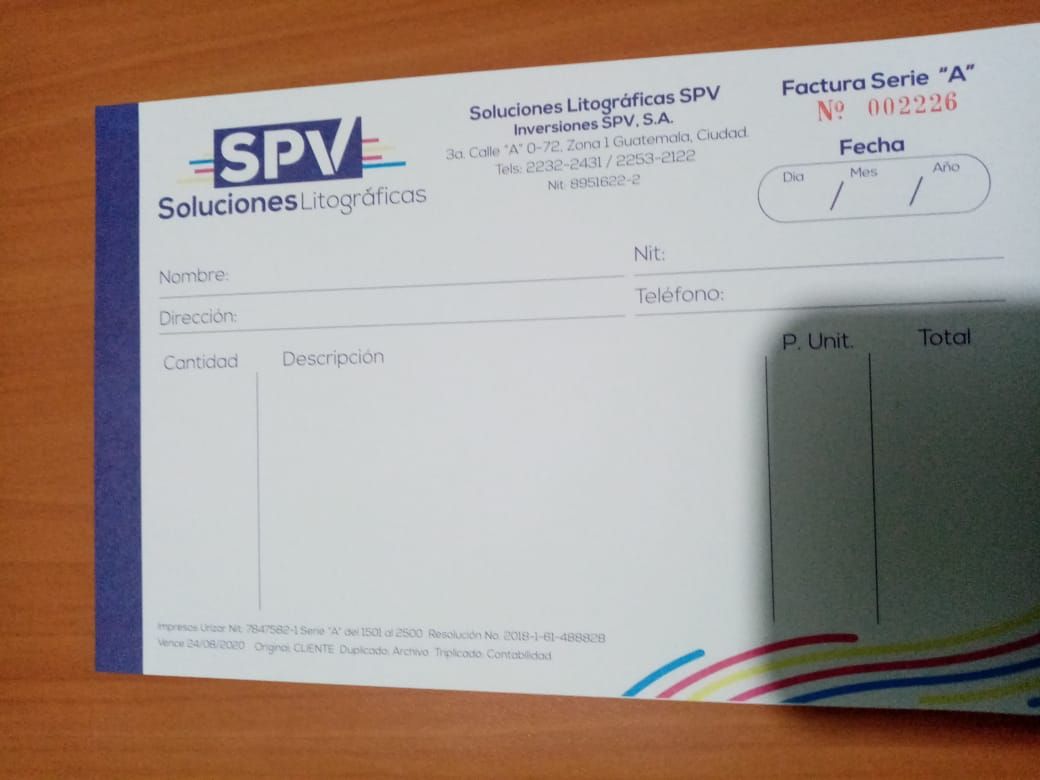 SPV
Soluciones Litográficas
Soluciones Litográficas SPV
Inversiones SPV, S.A.
3a. Calle "A" 0-72, Zona 1 Guatemala, Ciudad.
Tels: 2232-2431 / 2253-2122
Nit: 8951622-2
Factura Serie "A"
Nº 002226
Fecha
Dia / Mes / Año
Nombre:
Nit:
Dirección:
Teléfono:
Cantidad Descripción P. Unit. Total
Impresos Urizar Nit: 7847582-1 Serie "A" del 1501 al 2500 Resolución No. 2018-1-61-488828
Vence 24/08/2020 Original: CLIENTE Duplicado: Archivo Triplicado: Contabilidad